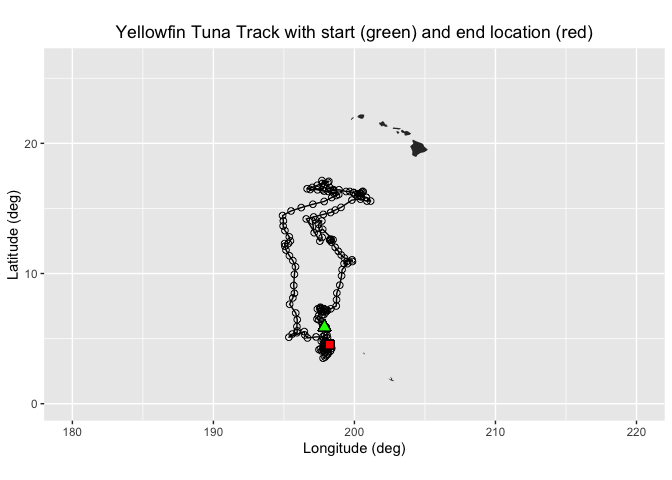 Yellowfin Tuna Track with start (green) and end location (red)
20
10
0
Latitude (deg)
180 190 200 210 220
Longitude (deg)